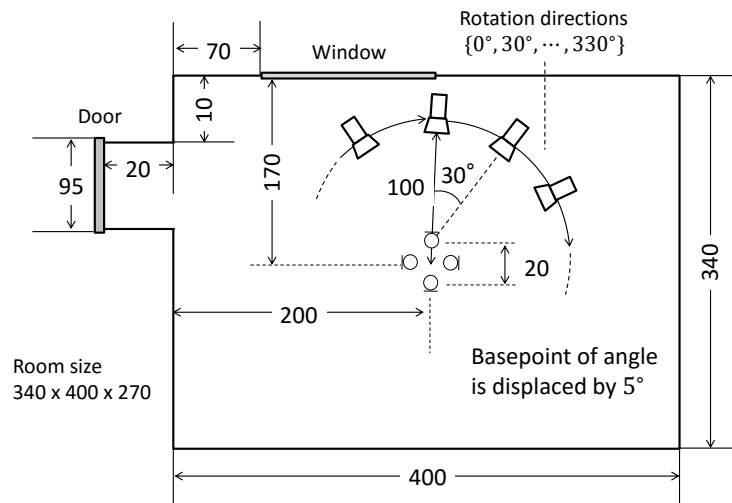 Rotation directions
{0°, 30°, ⋯ , 330°}
70
Window
Door
10
20
95
170
100
30°
20
340
200
Room size
340 x 400 x 270
Basepoint of angle
is displaced by 5°
400